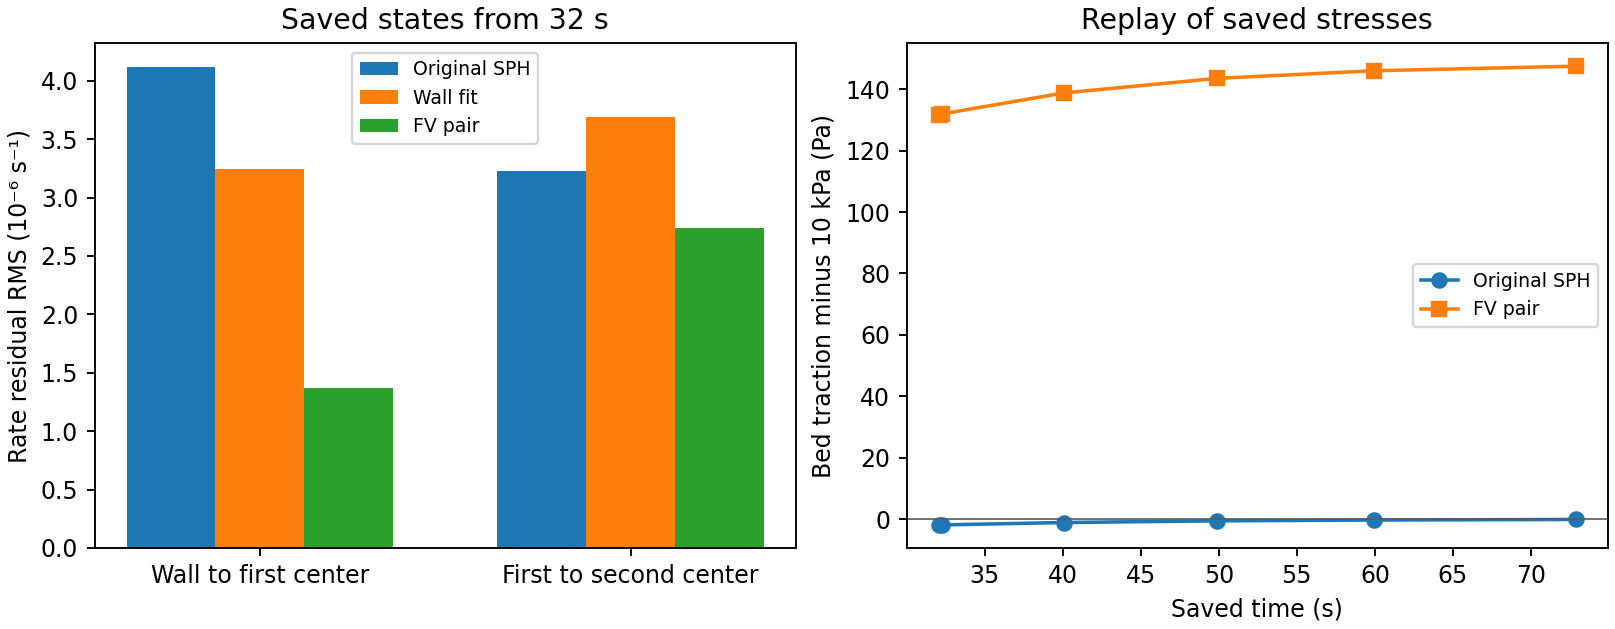 Saved states from 32 s
Rate residual RMS (10⁻⁶ s⁻¹)
4.0
3.5
3.0
2.5
2.0
1.5
1.0
0.5
0.0
Original SPH
Wall fit
FV pair
Wall to first center
First to second center
Replay of saved stresses
Bed traction minus 10 kPa (Pa)
140
120
100
80
60
40
20
0
Original SPH
FV pair
35
40
45
50
55
60
65
70
Saved time (s)